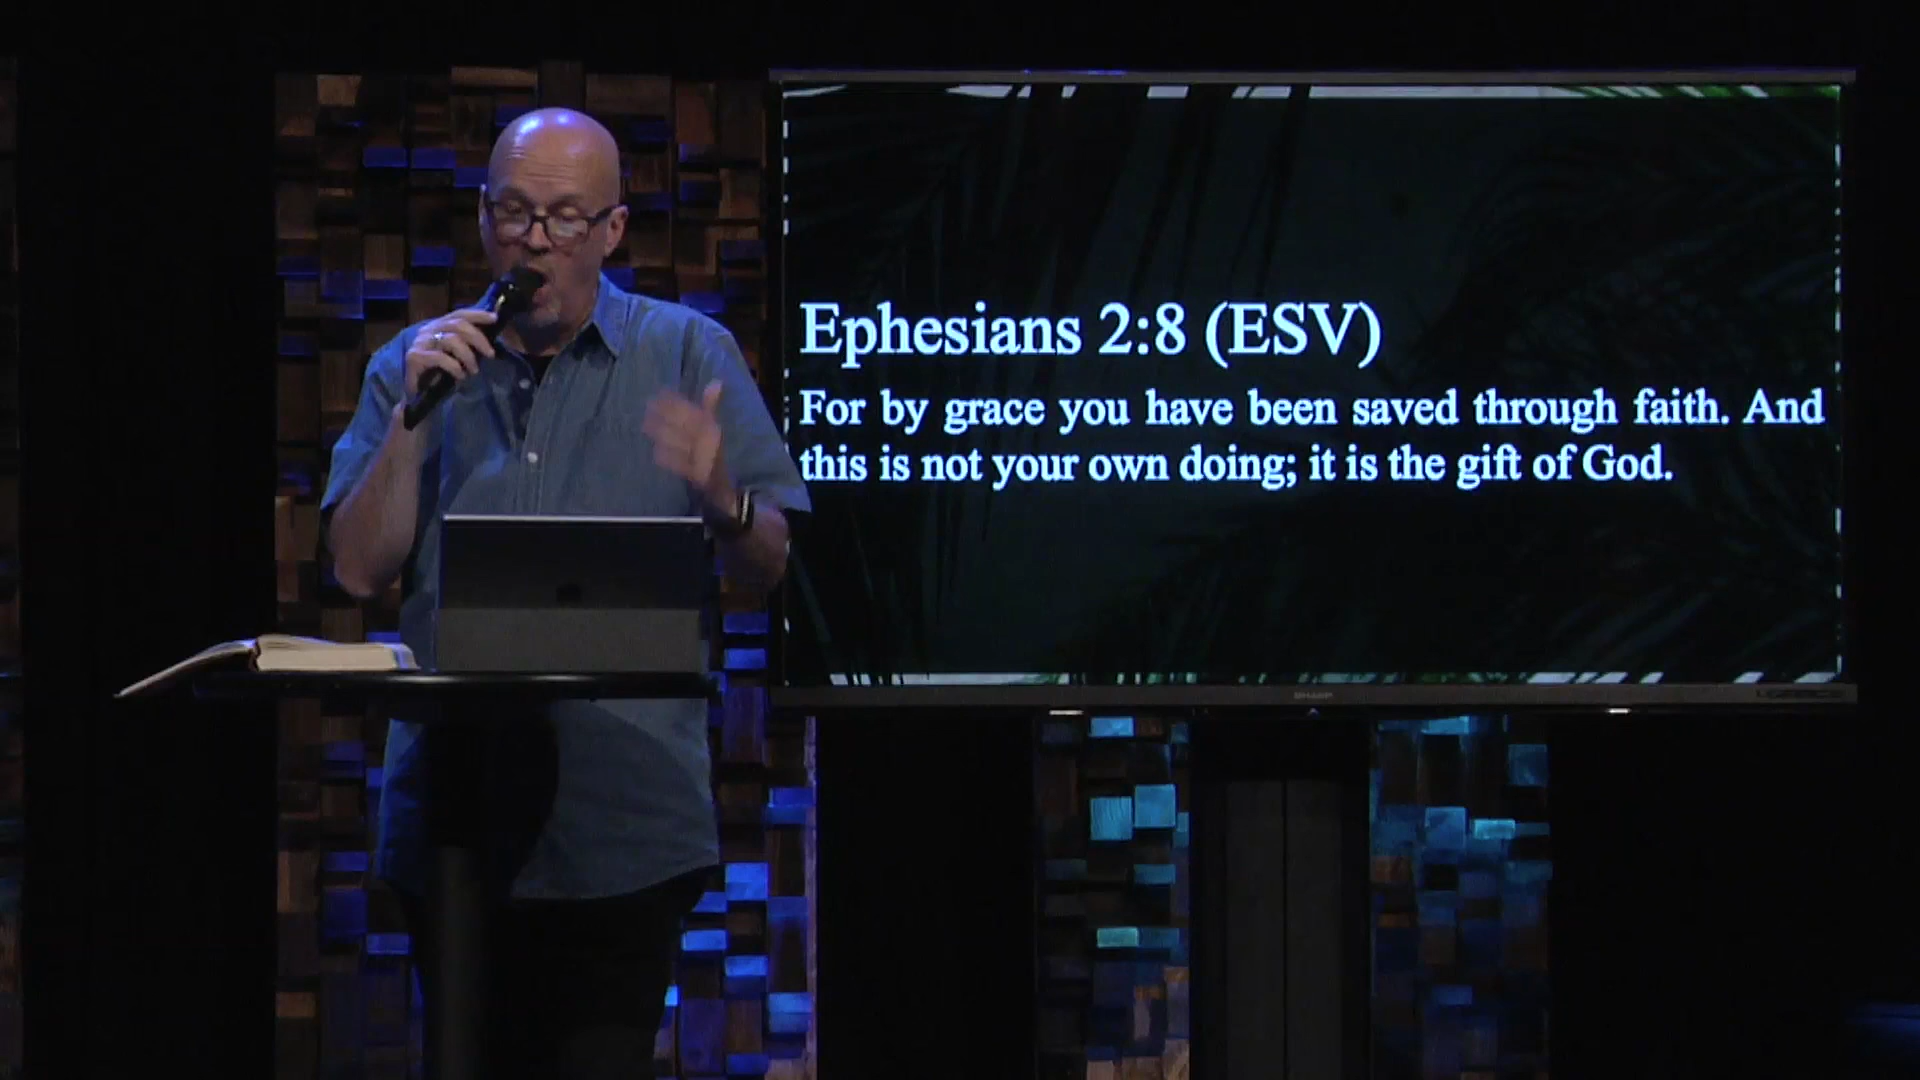 Ephesians 2:8 (ESV)
For by grace you have been saved through faith. And
this is not your own doing; it is the gift of God.
SHARP